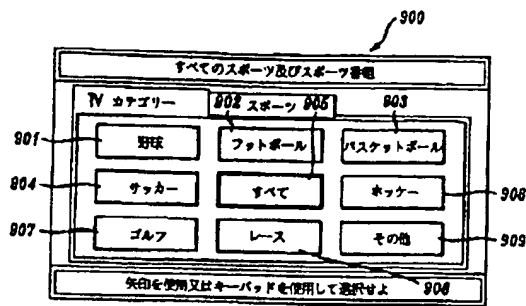 900
すべてのスポーツ及びスポーツ番組
TV カテゴリー 902 スポーツ 905 903
901 野球 フットボール バスケットボール
904 サッカー すべて ホッケー 906
907 ゴルフ レース その他 909
908
矢印を使用又はキーパッドを使用して選択せよ